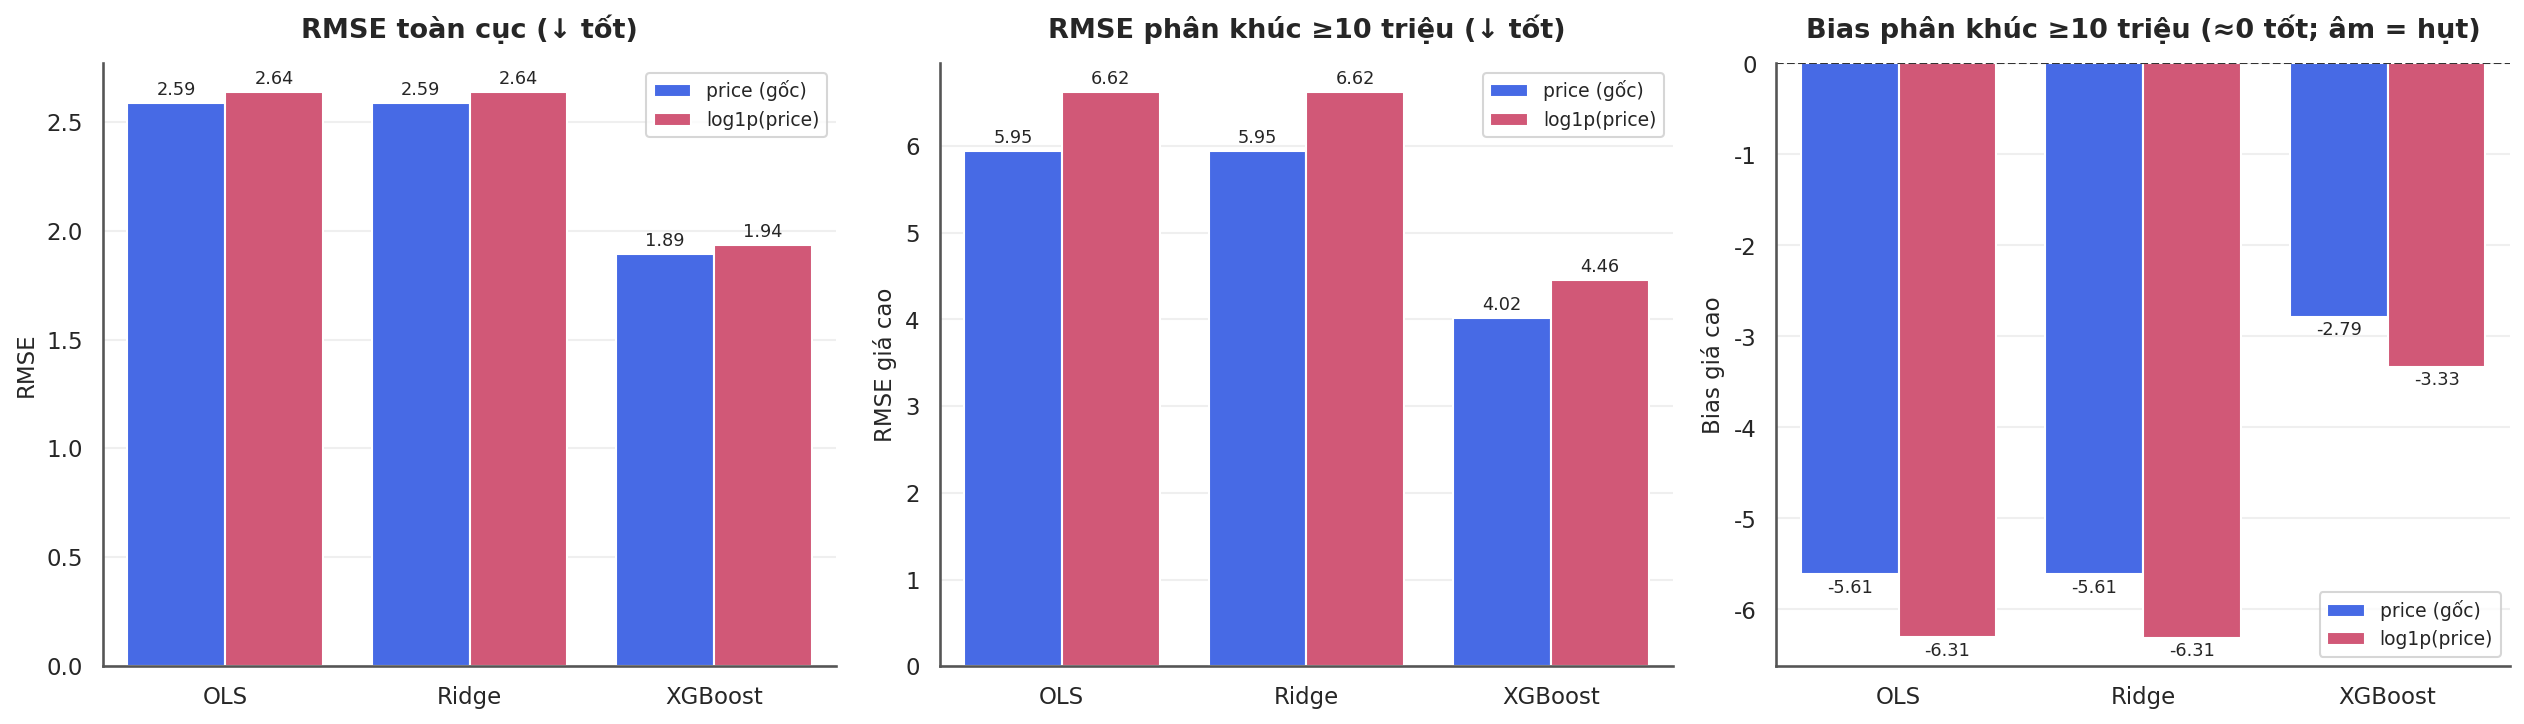 RMSE toàn cục (↓ tốt)
2.59
2.64
2.59
2.64
1.89
1.94
price (gốc)
log1p(price)
RMSE
2.5
2.0
1.5
1.0
0.5
0.0
OLS
Ridge
XGBoost
RMSE phân khúc ≥10 triệu (↓ tốt)
5.95
6.62
5.95
6.62
4.02
4.46
price (gốc)
log1p(price)
RMSE giá cao
6
5
4
3
2
1
0
OLS
Ridge
XGBoost
Bias phân khúc ≥10 triệu (≈0 tốt; âm = hụt)
0
-1
-2
-3
-4
-5
-6
Bias giá cao
-5.61
-6.31
-5.61
-6.31
-2.79
-3.33
price (gốc)
log1p(price)
OLS
Ridge
XGBoost